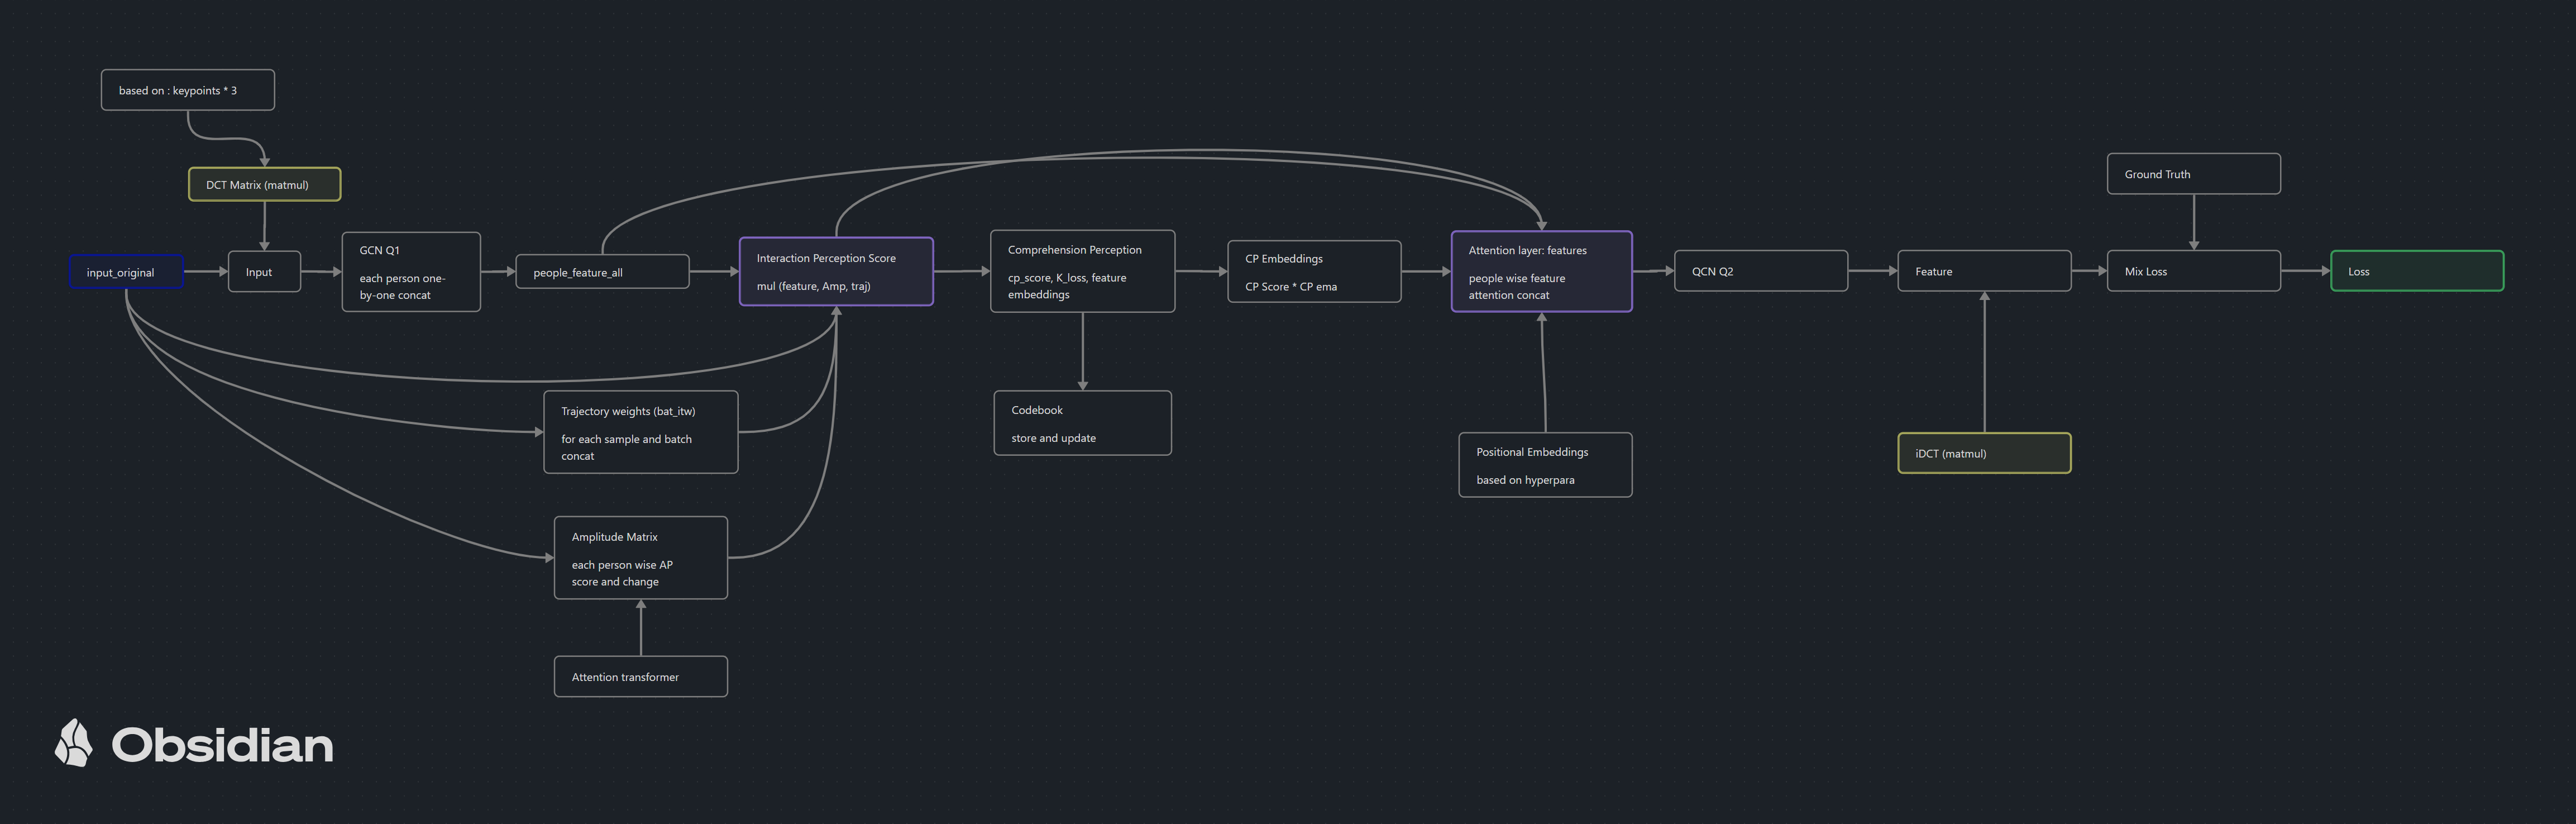 based on : keypoints * 3
DCT Matrix (matmul)
input_original
Input
GCN Q1
each person one-
by-one concat
people_feature_all
Interaction Perception Score
mul (feature, Amp, traj)
Comprehension Perception
cp_score, K_loss, feature
embeddings
CP Embeddings
CP Score * CP ema
Attention layer: features
people wise feature
attention concat
QCN Q2
Feature
Ground Truth
Mix Loss
Loss
Trajectory weights (bat_itw)
for each sample and batch
concat
Codebook
store and update
Positional Embeddings
based on hyperpara
iDCT (matmul)
Amplitude Matrix
each person wise AP
score and change
Attention transformer
Obsidian